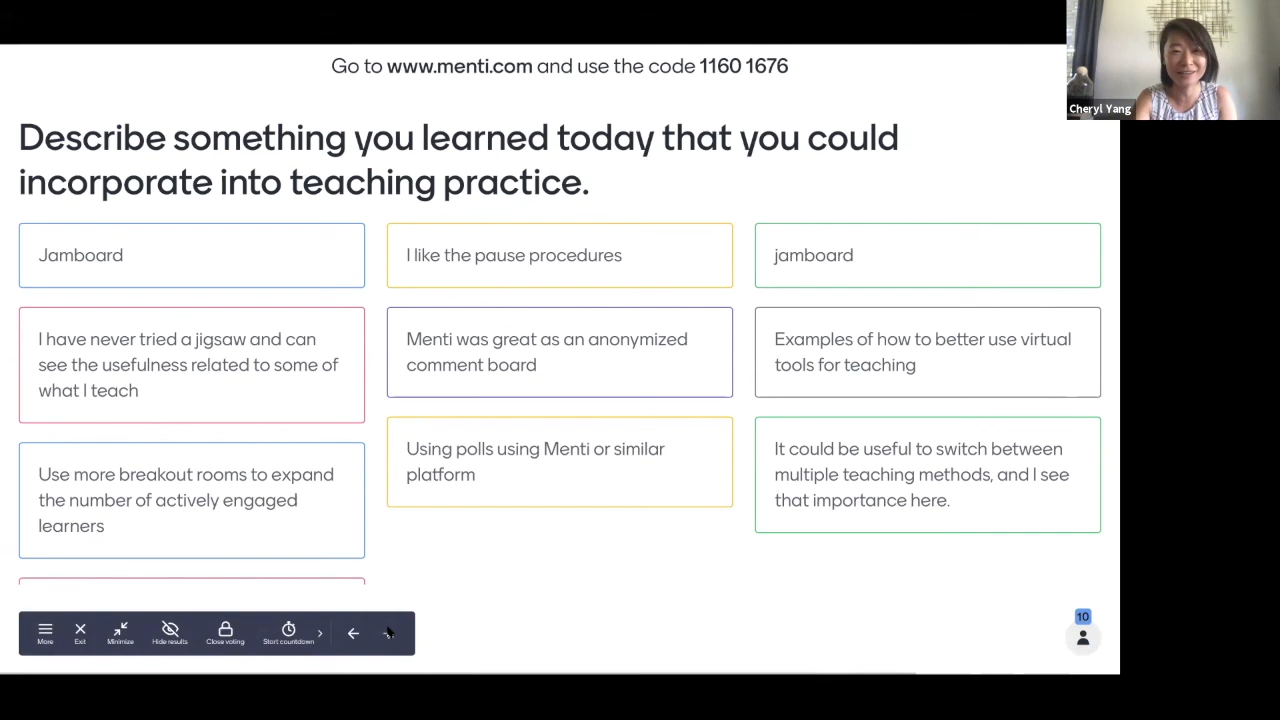 Go to www.menti.com and use the code 1160 1676
Cheryl Yang
Describe something you learned today that you could
incorporate into teaching practice.
Jamboard
I have never tried a jigsaw and can
see the usefulness related to some of
what I teach
Use more breakout rooms to expand
the number of actively engaged
learners
I like the pause procedures
Menti was great as an anonymized
comment board
Using polls using Menti or similar
platform
jamboard
Examples of how to better use virtual
tools for teaching
It could be useful to switch between
multiple teaching methods, and I see
that importance here.
More
Exit
Minimize
Hide results
Close voting
Start countdown
10